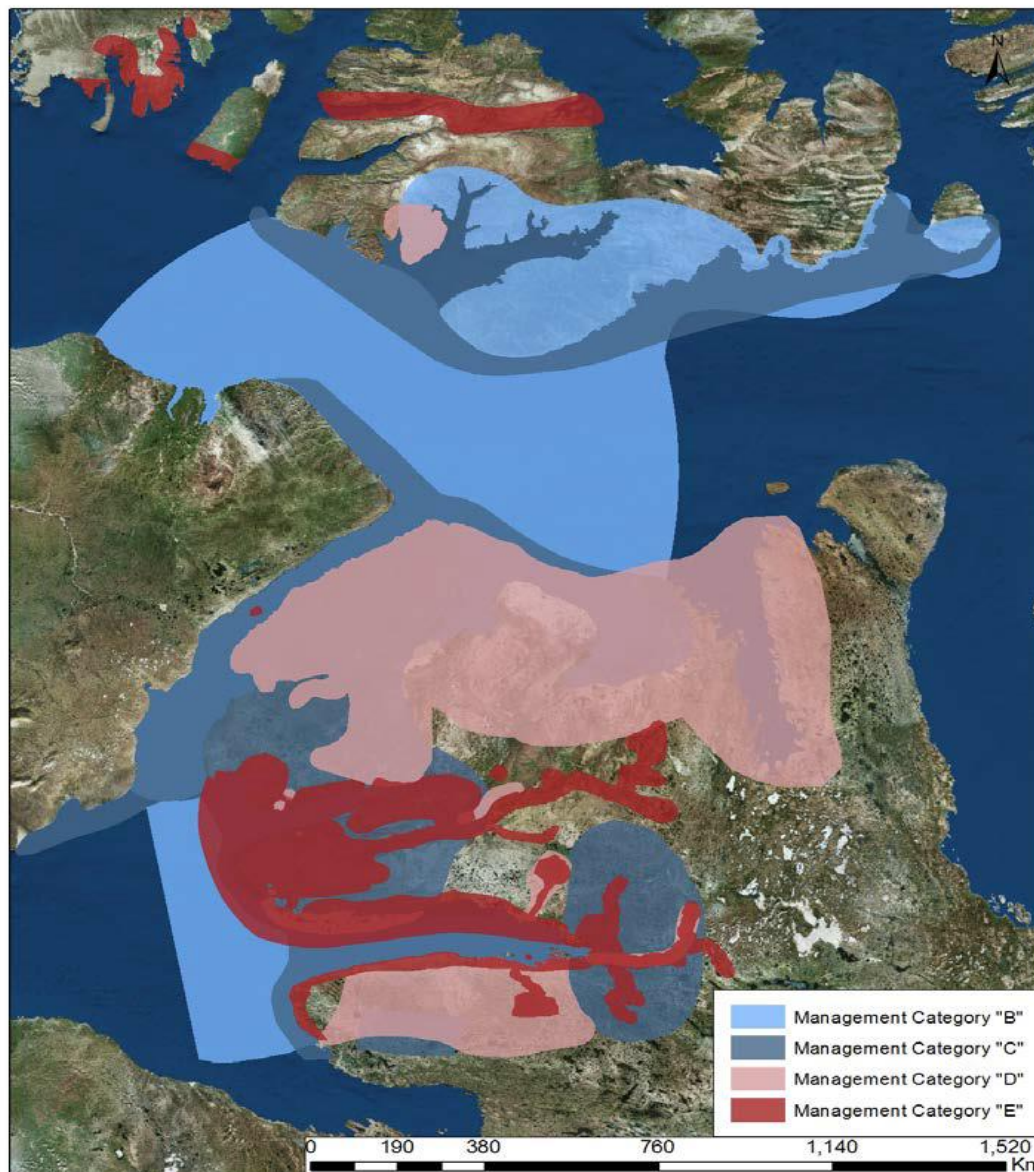 N
Management Category "B"
Management Category "C"
Management Category "D"
Management Category "E"
0 190 380 760 1,140 1,520